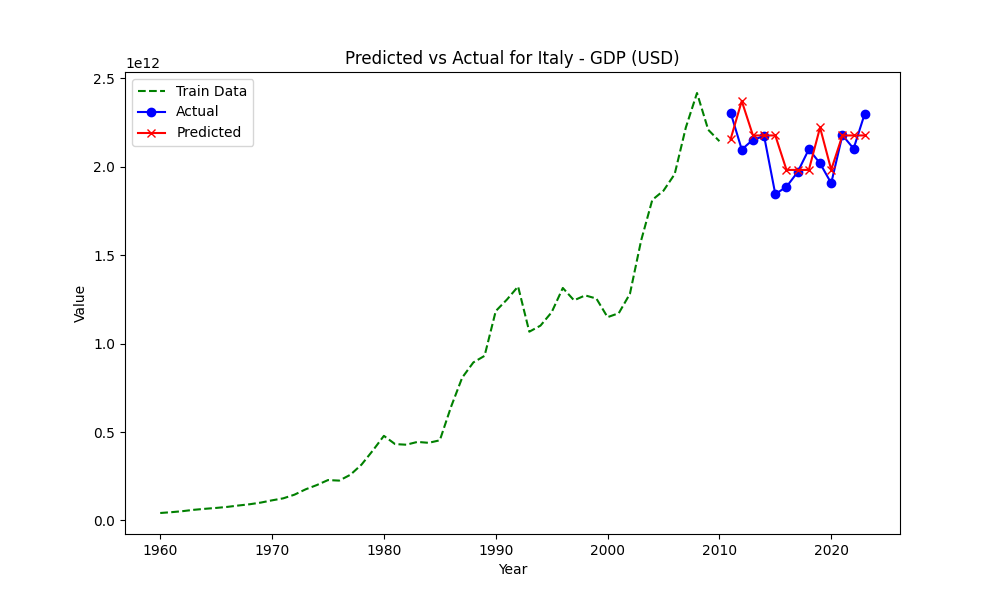 Predicted vs Actual for Italy - GDP (USD)
1e12
2.5
2.0
1.5
1.0
0.5
0.0
Value
Train Data
Actual
Predicted
1960 1970 1980 1990 2000 2010 2020
Year